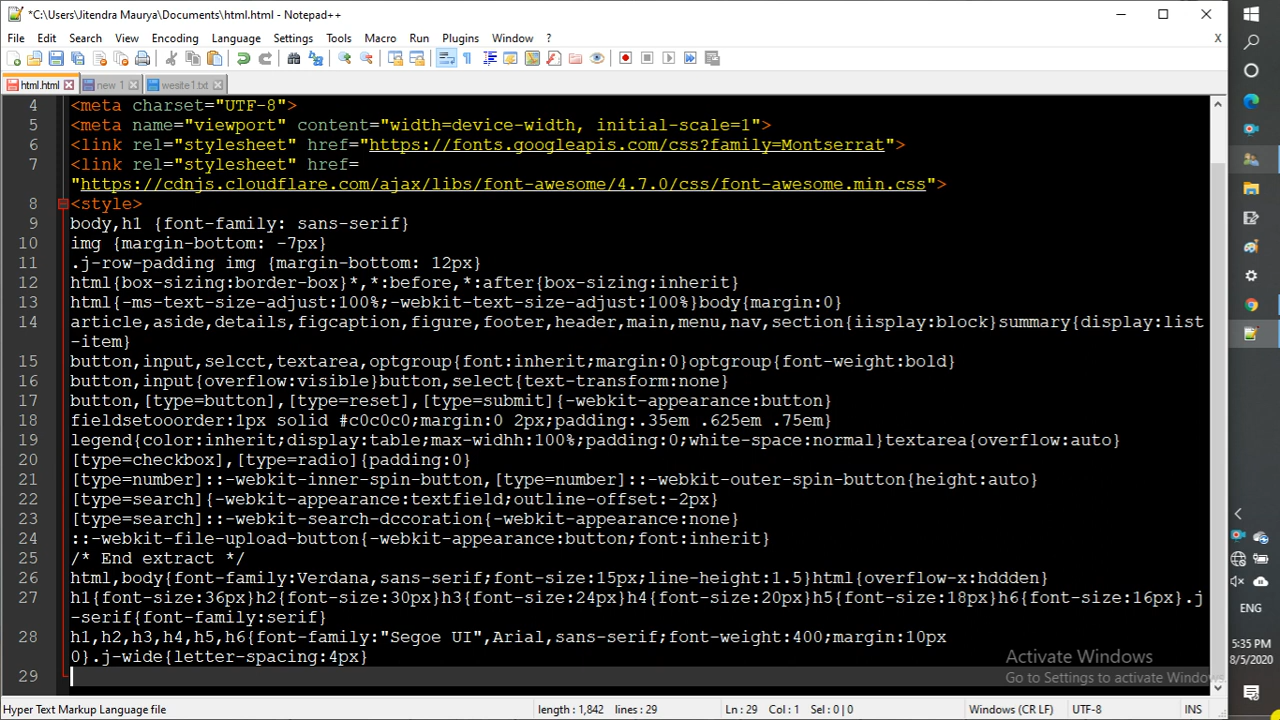 *C:\Users\Jitendra Maurya\Documents\html.html - Notepad++
File Edit Search View Encoding Language Settings Tools Macro Run Plugins Window ? X
html.html new 1 wesite1.txt
4 <meta charset="UTF-8">
5 <meta name="viewport" content="width=device-width, initial-scale=1">
6 <link rel="stylesheet" href="https://fonts.googleapis.com/css?family=Montserrat">
7 <link rel="stylesheet" href=
"https://cdnjs.cloudflare.com/ajax/libs/font-awesome/4.7.0/css/font-awesome.min.css">
8 <style>
9 body,h1 {font-family: sans-serif}
10 img {margin-bottom: -7px}
11 .j-row-padding img {margin-bottom: 12px}
12 html{box-sizing:border-box}*,*:before,*:after{box-sizing:inherit}
13 html{-ms-text-size-adjust:100%;-webkit-text-size-adjust:100%}body{margin:0}
14 article,aside,details,figcaption,figure,footer,header,main,menu,nav,section{iisplay:block}summary{display:list
-item}
15 button,input,selcct,textarea,optgroup{font:inherit;margin:0}optgroup{font-weight:bold}
16 button,input{overflow:visible}button,select{text-transform:none}
17 button,[type=button],[type=reset],[type=submit]{-webkit-appearance:button}
18 fieldsetooorder:1px solid #c0c0c0;margin:0 2px;padding:.35em .625em .75em}
19 legend{color:inherit;display:table;max-widhh:100%;padding:0;white-space:normal}textarea{overflow:auto}
20 [type=checkbox],[type=radio]{padding:0}
21 [type=number]::-webkit-inner-spin-button,[type=number]::-webkit-outer-spin-button{height:auto}
22 [type=search]{-webkit-appearance:textfield;outline-offset:-2px}
23 [type=search]::-webkit-search-dccoration{-webkit-appearance:none}
24 ::-webkit-file-upload-button{-webkit-appearance:button;font:inherit}
25 /* End extract */
26 html,body{font-family:Verdana,sans-serif;font-size:15px;line-height:1.5}html{overflow-x:hddden}
27 h1{font-size:36px}h2{font-size:30px}h3{font-size:24px}h4{font-size:20px}h5{font-size:18px}h6{font-size:16px}.j
-serif{font-family:serif}
28 h1,h2,h3,h4,h5,h6{font-family:"Segoe UI",Arial,sans-serif;font-weight:400;margin:10px
0}.j-wide{letter-spacing:4px}
29
Activate Windows
Go to Settings to activate Windows.
ENG
5:35 PM
8/5/2020
Hyper Text Markup Language file length : 1,842 lines : 29 Ln : 29 Col : 1 Sel : 0 | 0 Windows (CR LF) UTF-8 INS